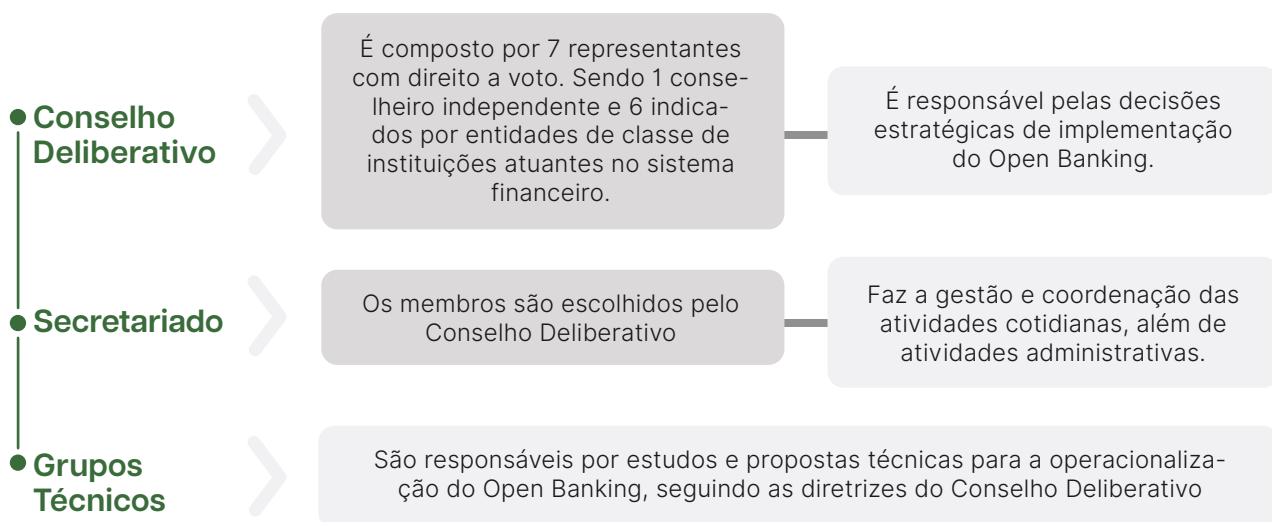 Conselho
Deliberativo
É composto por 7 representantes
com direito a voto. Sendo 1 conse-
lheiro independente e 6 indica-
dos por entidades de classe de
instituições atuantes no sistema
financeiro.
É responsável pelas decisões
estratégicas de implementação
do Open Banking.
Secretariado
Os membros são escolhidos pelo
Conselho Deliberativo
Faz a gestão e coordenação das
atividades cotidianas, além de
atividades administrativas.
Grupos
Técnicos
São responsáveis por estudos e propostas técnicas para a operacionaliza-
ção do Open Banking, seguindo as diretrizes do Conselho Deliberativo